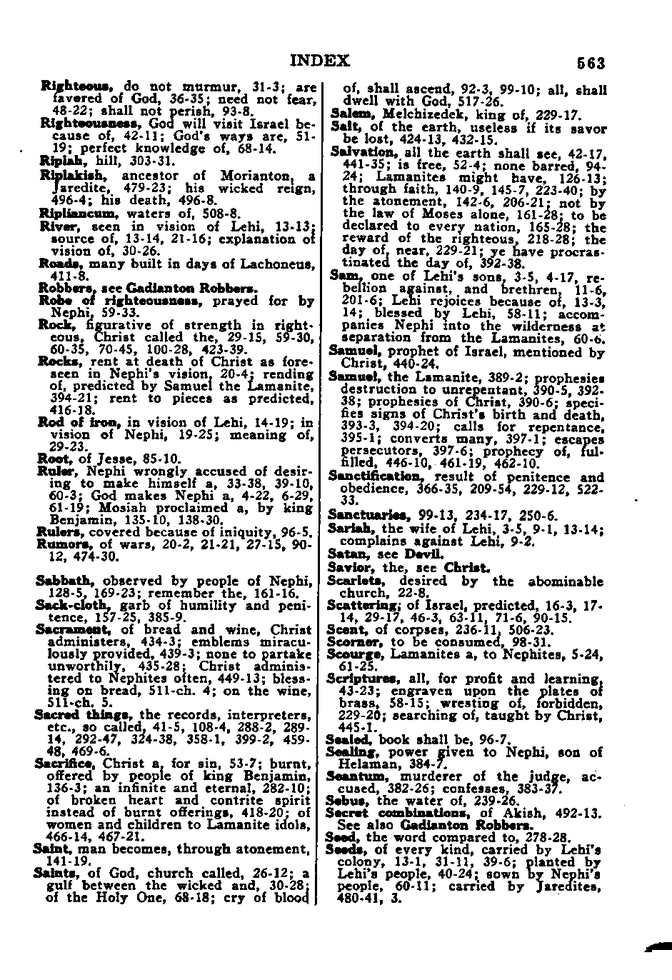 INDEX 563
Righteous, do not murmur, 31-3; are
favered of God, 36-35; need not fear,
48-22; shall not perish, 93-8.
Righteousness, God will visit Israel be-
cause of, 42-11; God's ways are, 51-
19; perfect knowledge of, 68-14.
Riplah, hill, 303-31.
Riplakish, ancestor of Morianton, a
Jaredite, 479-23; his wicked reign,
496-4; his death, 496-8.
Ripliancum, waters of, 508-8.
River, seen in vision of Lehi, 13-13;
source of, 13-14, 21-16; explanation of
vision of, 30-26.
Roads, many built in days of Lachoneus,
411-8.
Robbers, see Gadianton Robbers.
Robe of righteousness, prayed for by
Nephi, 59-33.
Rock, figurative of strength in right-
eous, Christ called the, 29-15, 59-30,
60-35, 70-45, 100-28, 423-39.
Rocks, rent at death of Christ as fore-
seen in Nephi's vision, 20-4; rending
of, predicted by Samuel the Lamanite,
394-21; rent to pieces as predicted,
416-18.
Rod of iron, in vision of Lehi, 14-19; in
vision of Nephi, 19-25; meaning of,
29-23.
Root, of Jesse, 85-10.
Ruler, Nephi wrongly accused of desir-
ing to make himself a, 33-38, 39-10,
60-3; God makes Nephi a, 4-22, 6-29,
61-19; Mosiah proclaimed a, by king
Benjamin, 135-10, 138-30.
Rulers, covered because of iniquity, 96-5.
Rumors, of wars, 20-2, 21-21, 27-15, 90-
12, 474-30.
Sabbath, observed by people of Nephi,
128-5, 169-23; remember the, 161-16.
Sack-cloth, garb of humility and peni-
tence, 157-25, 385-9.
Sacrament, of bread and wine, Christ
administers, 434-3; emblems miracu-
lously provided, 439-3; none to partake
unworthily, 435-28; Christ adminis-
tered to Nephites often, 449-13; bless-
ing on bread, 511-ch. 4; on the wine,
511-ch. 5.
Sacred things, the records, interpreters,
etc., so called, 41-5, 108-4, 288-2, 289-
14, 292-47, 324-38, 358-1, 399-2, 459-
48, 469-6.
Sacrifice, Christ a, for sin, 53-7; burnt,
offered by people of king Benjamin,
136-3; an infinite and eternal, 282-10;
of broken heart and contrite spirit
instead of burnt offerings, 418-20; of
women and children to Lamanite idols,
466-14, 467-21.
Saint, man becomes, through atonement,
141-19.
Saints, of God, church called, 26-12; a
gulf between the wicked and, 30-28;
of the Holy One, 68-18; cry of blood
of, shall ascend, 92-3, 99-10; all, shall
dwell with God, 517-26.
Salem, Melchizedek, king of, 229-17.
Salt, of the earth, useless if its savor
be lost, 424-13, 432-15.
Salvation, all the earth shall see, 42-17,
441-35; is free, 52-4; none barred, 94-
24; Lamanites might have, 126-13;
through faith, 140-9, 145-7, 223-40; by
the atonement, 142-6, 206-21; not by
the law of Moses alone, 161-28; to be
declared to every nation, 165-28; the
reward of the righteous, 218-28; the
day of, near, 229-21; ye have procras-
tinated the day of, 392-38.
Sam, one of Lehi's sons, 3-5, 4-17, re-
bellion against, and brethren, 11-6,
201-6; Lehi rejoices because of, 13-3,
14; blessed by Lehi, 58-11; accom-
panies Nephi into the wilderness at
separation from the Lamanites, 60-6.
Samuel, prophet of Israel, mentioned by
Christ, 440-24.
Samuel, the Lamanite, 389-2; prophesies
destruction to unrepentant, 390-5, 392-
38; prophesies of Christ, 390-6; speci-
fies signs of Christ's birth and death,
393-3, 394-20; calls for repentance,
395-1; converts many, 397-1; escapes
persecutors, 397-6; prophecy of, ful-
filled, 446-10, 461-19, 462-10.
Sanctification, result of penitence and
obedience, 366-35, 209-54, 229-12, 522-
33.
Sanctuaries, 99-13, 234-17, 250-6.
Sariah, the wife of Lehi, 3-5, 9-1, 13-14;
complains against Lehi, 9-2.
Satan, see Devil.
Savior, the, see Christ.
Scarlets, desired by the abominable
church, 22-8.
Scattering; of Israel, predicted, 16-3, 17-
14, 29-17, 46-3, 63-11, 71-6, 90-15.
Scent, of corpses, 236-11, 506-23.
Scorner, to be consumed, 98-31.
Scourge, Lamanites a, to Nephites, 5-24,
61-25.
Scriptures, all, for profit and learning,
43-23; engraven upon the plates of
brass, 58-15; wresting of, forbidden,
229-20; searching of, taught by Christ,
445-1.
Sealed, book shall be, 96-7.
Sealing, power given to Nephi, son of
Helaman, 384-7.
Seantum, murderer of the judge, ac-
cused, 382-26; confesses, 383-37.
Sebus, the water of, 239-26.
Secret combinations, of Akish, 492-13.
See also Gadianton Robbers.
Seed, the word compared to, 278-28.
Seeds, of every kind, carried by Lehi's
colony, 13-1, 31-11, 39-6; planted by
Lehi's people, 40-24; sown by Nephi's
people, 60-11; carried by Jaredites,
480-41, 3.